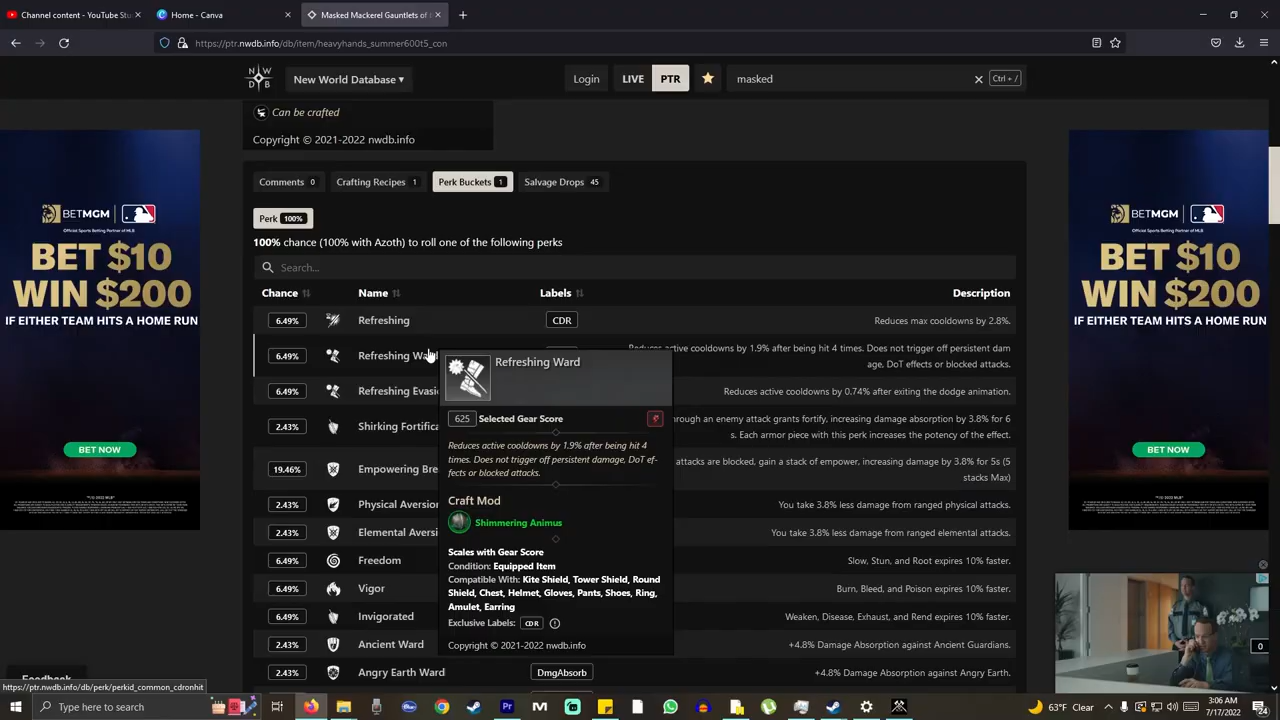 Channel content - YouTube Stu
Home - Canva
Masked Mackerel Gauntlets of
https://ptr.nwdb.info/db/item/heavyhands_summer600t5_con
NW
DB
New World Database ▾
Login
LIVE
PTR
masked
Ctrl + /
Can be crafted
Copyright © 2021-2022 nwdb.info
Comments 0
Crafting Recipes 1
Perk Buckets 1
Salvage Drops 45
Perk 100%
100% chance (100% with Azoth) to roll one of the following perks
Search...
Chance
Name
Labels
Description
6.49%
Refreshing
CDR
Reduces max cooldowns by 2.8%.
6.49%
Refreshing Wa
Reduces active cooldowns by 1.9% after being hit 4 times. Does not trigger off persistent dam
age, DoT effects or blocked attacks.
6.49%
Refreshing Evasi
Reduces active cooldowns by 0.74% after exiting the dodge animation.
2.43%
Shirking Fortifica
through an enemy attack grants fortify, increasing damage absorption by 3.8% for 6
s. Each armor piece with this perk increases the potency of the effect.
19.46%
Empowering Bre
attacks are blocked, gain a stack of empower, increasing damage by 3.8% for 5s (5
stacks Max)
2.43%
Physical Aversi
You take 3.8% less damage from ranged physical attacks.
2.43%
Elemental Aversi
You take 3.8% less damage from ranged elemental attacks.
6.49%
Freedom
Slow, Stun, and Root expires 10% faster.
6.49%
Vigor
Burn, Bleed, and Poison expires 10% faster.
6.49%
Invigorated
Weaken, Disease, Exhaust, and Rend expires 10% faster.
2.43%
Ancient Ward
+4.8% Damage Absorption against Ancient Guardians.
2.43%
Angry Earth Ward
DmgAbsorb
+4.8% Damage Absorption against Angry Earth.
Refreshing Ward
625 Selected Gear Score
Reduces active cooldowns by 1.9% after being hit 4
times. Does not trigger off persistent damage, DoT ef-
fects or blocked attacks.
Craft Mod
Shimmering Animus
Scales with Gear Score
Condition: Equipped Item
Compatible With: Kite Shield, Tower Shield, Round
Shield, Chest, Helmet, Gloves, Pants, Shoes, Ring,
Amulet, Earring
Exclusive Labels: CDR
Copyright © 2021-2022 nwdb.info
BETMGM MLB
BET $10
WIN $200
IF EITHER TEAM HITS A HOME RUN
BET NOW
BETMGM MLB
BET $10
WIN $200
IF EITHER TEAM HITS A HOME RUN
BET NOW
0
Feedback
https://ptr.nwdb.info/db/perk/perkid_common_cdronhit
Type here to search
63°F Clear
3:06 AM
7/17/2022
24